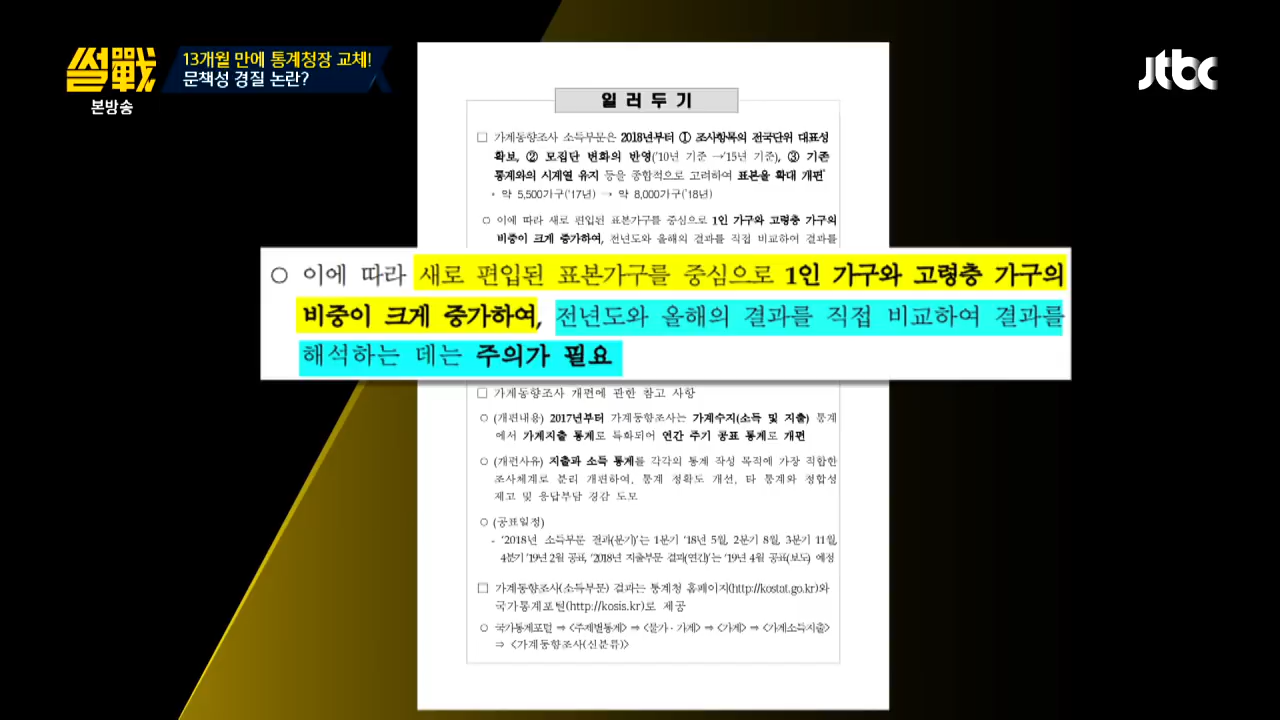 썰戰
본방송
13개월 만에 통계청장 교체!
문책성 경질 논란?
jtbc
일 러 두 기
□ 가계동향조사 소득부문은 2018년부터 ① 조사항목의 전국단위 대표성
확보, ② 모집단 변화의 반영('10년 기준 →'15년 기준), ③ 기존
통계와의 시계열 유지 등을 종합적으로 고려하여 표본을 확대 개편*
* 약 5,500가구('17년) → 약 8,000가구('18년)
○ 이에 따라 새로 편입된 표본가구를 중심으로 1인 가구와 고령층 가구의
비중이 크게 증가하여, 전년도와 올해의 결과를 직접 비교하여 결과를
○ 이에 따라 새로 편입된 표본가구를 중심으로 1인 가구와 고령층 가구의
비중이 크게 증가하여, 전년도와 올해의 결과를 직접 비교하여 결과를
해석하는 데는 주의가 필요
□ 가계동향조사 개편에 관한 참고 사항
○ (개편내용) 2017년부터 가계동향조사는 가계수지(소득 및 지출) 통계
에서 가계지출 통계로 특화되어 연간 주기 공표 통계로 개편
○ (개편사유) 지출과 소득 통계를 각각의 통계 작성 목적에 가장 적합한
조사체계로 분리 개편하여, 통계 정확도 개선, 타 통계와 정합성
제고 및 응답부담 경감 도모
○ (공표일정)
- '2018년 소득부문 결과(분기)'는 1분기 '18년 5월, 2분기 8월, 3분기 11월,
4분기 '19년 2월 공표, '2018년 지출부문 결과(연간)'는 '19년 4월 공표(보도) 예정
□ 가계동향조사(소득부문) 결과는 통계청 홈페이지(http://kostat.go.kr)와
국가통계포털(http://kosis.kr)로 제공
○ 국가통계포털 ⇒ <주제별통계> ⇒ <물가·가계> ⇒ <가계> ⇒ <가계소득지출>
⇒ <가계동향조사(신분류)>